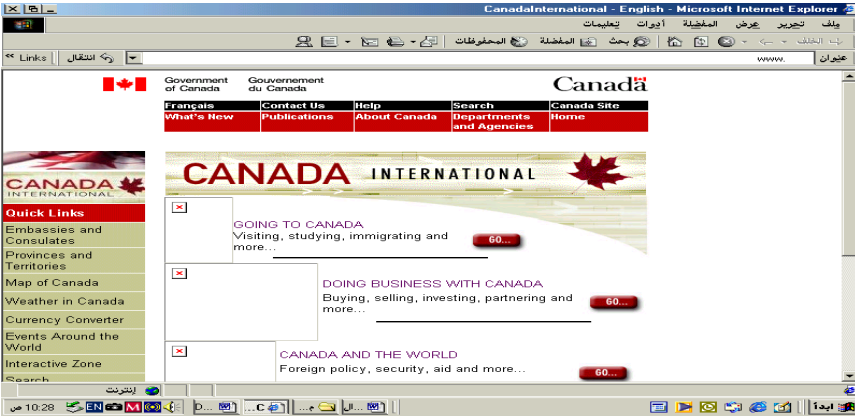 CanadaInternational - English - Microsoft Internet Explorer
ملف تحرير عرض المفضلة أدوات تعليمات
الخلف بحث المفضلة المحفوظات
عنوان www. انتقال Links »
Government of Canada
Gouvernement du Canada
Canada
Français Contact Us Help Search Canada Site
What's New Publications About Canada Departments and Agencies Home
CANADA INTERNATIONAL
CANADA INTERNATIONAL
Quick Links
Embassies and Consulates
Provinces and Territories
Map of Canada
Weather in Canada
Currency Converter
Events Around the World
Interactive Zone
Search
GOING TO CANADA
Visiting, studying, immigrating and
more...
GO...
DOING BUSINESS WITH CANADA
Buying, selling, investing, partnering and
more...
GO...
CANADA AND THE WORLD
Foreign policy, security, aid and more...
GO...
إنترنت
ابدأ ال... م... C... D... EN 10:28 ص